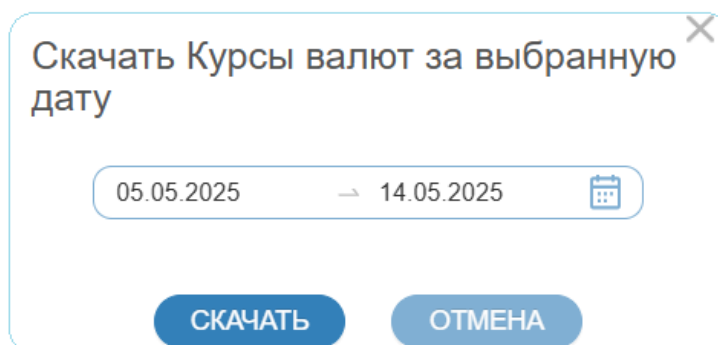 Скачать Курсы валют за выбранную
дату
05.05.2025 → 14.05.2025
СКАЧАТЬ ОТМЕНА